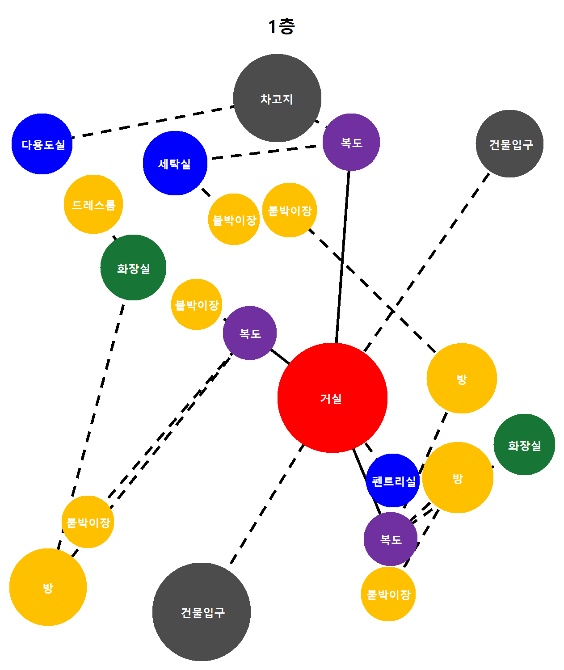 1층
차고지
다용도실
복도
건물입구
세탁실
드레스룸
붙박이장
붙박이장
화장실
붙박이장
복도
방
거실
화장실
펜트리실
방
붙박이장
복도
방
붙박이장
건물입구